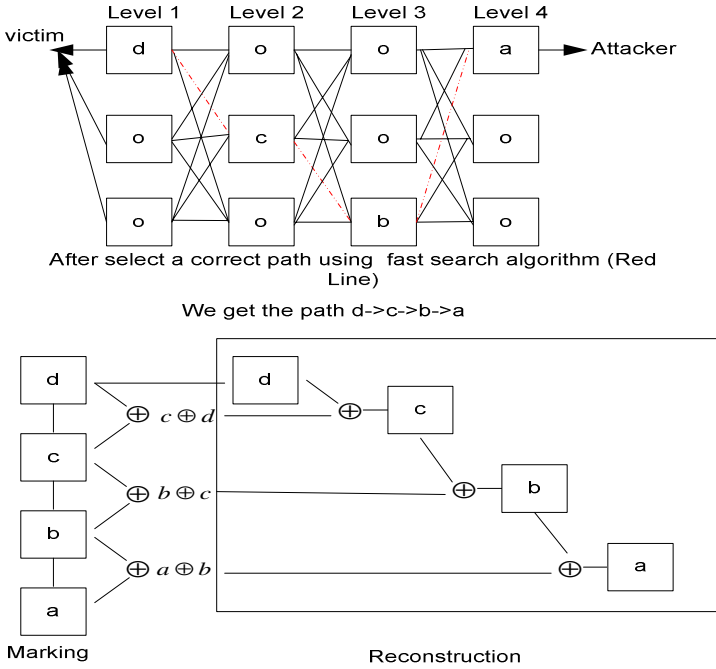 Level 1 Level 2 Level 3 Level 4
victim d o o a Attacker
o c o o
o o b o
After select a correct path using fast search algorithm (Red
Line)
We get the path d->c->b->a
d d
c ⊕ d c
c
b ⊕ c b
b
a ⊕ b a
a
Marking
Reconstruction